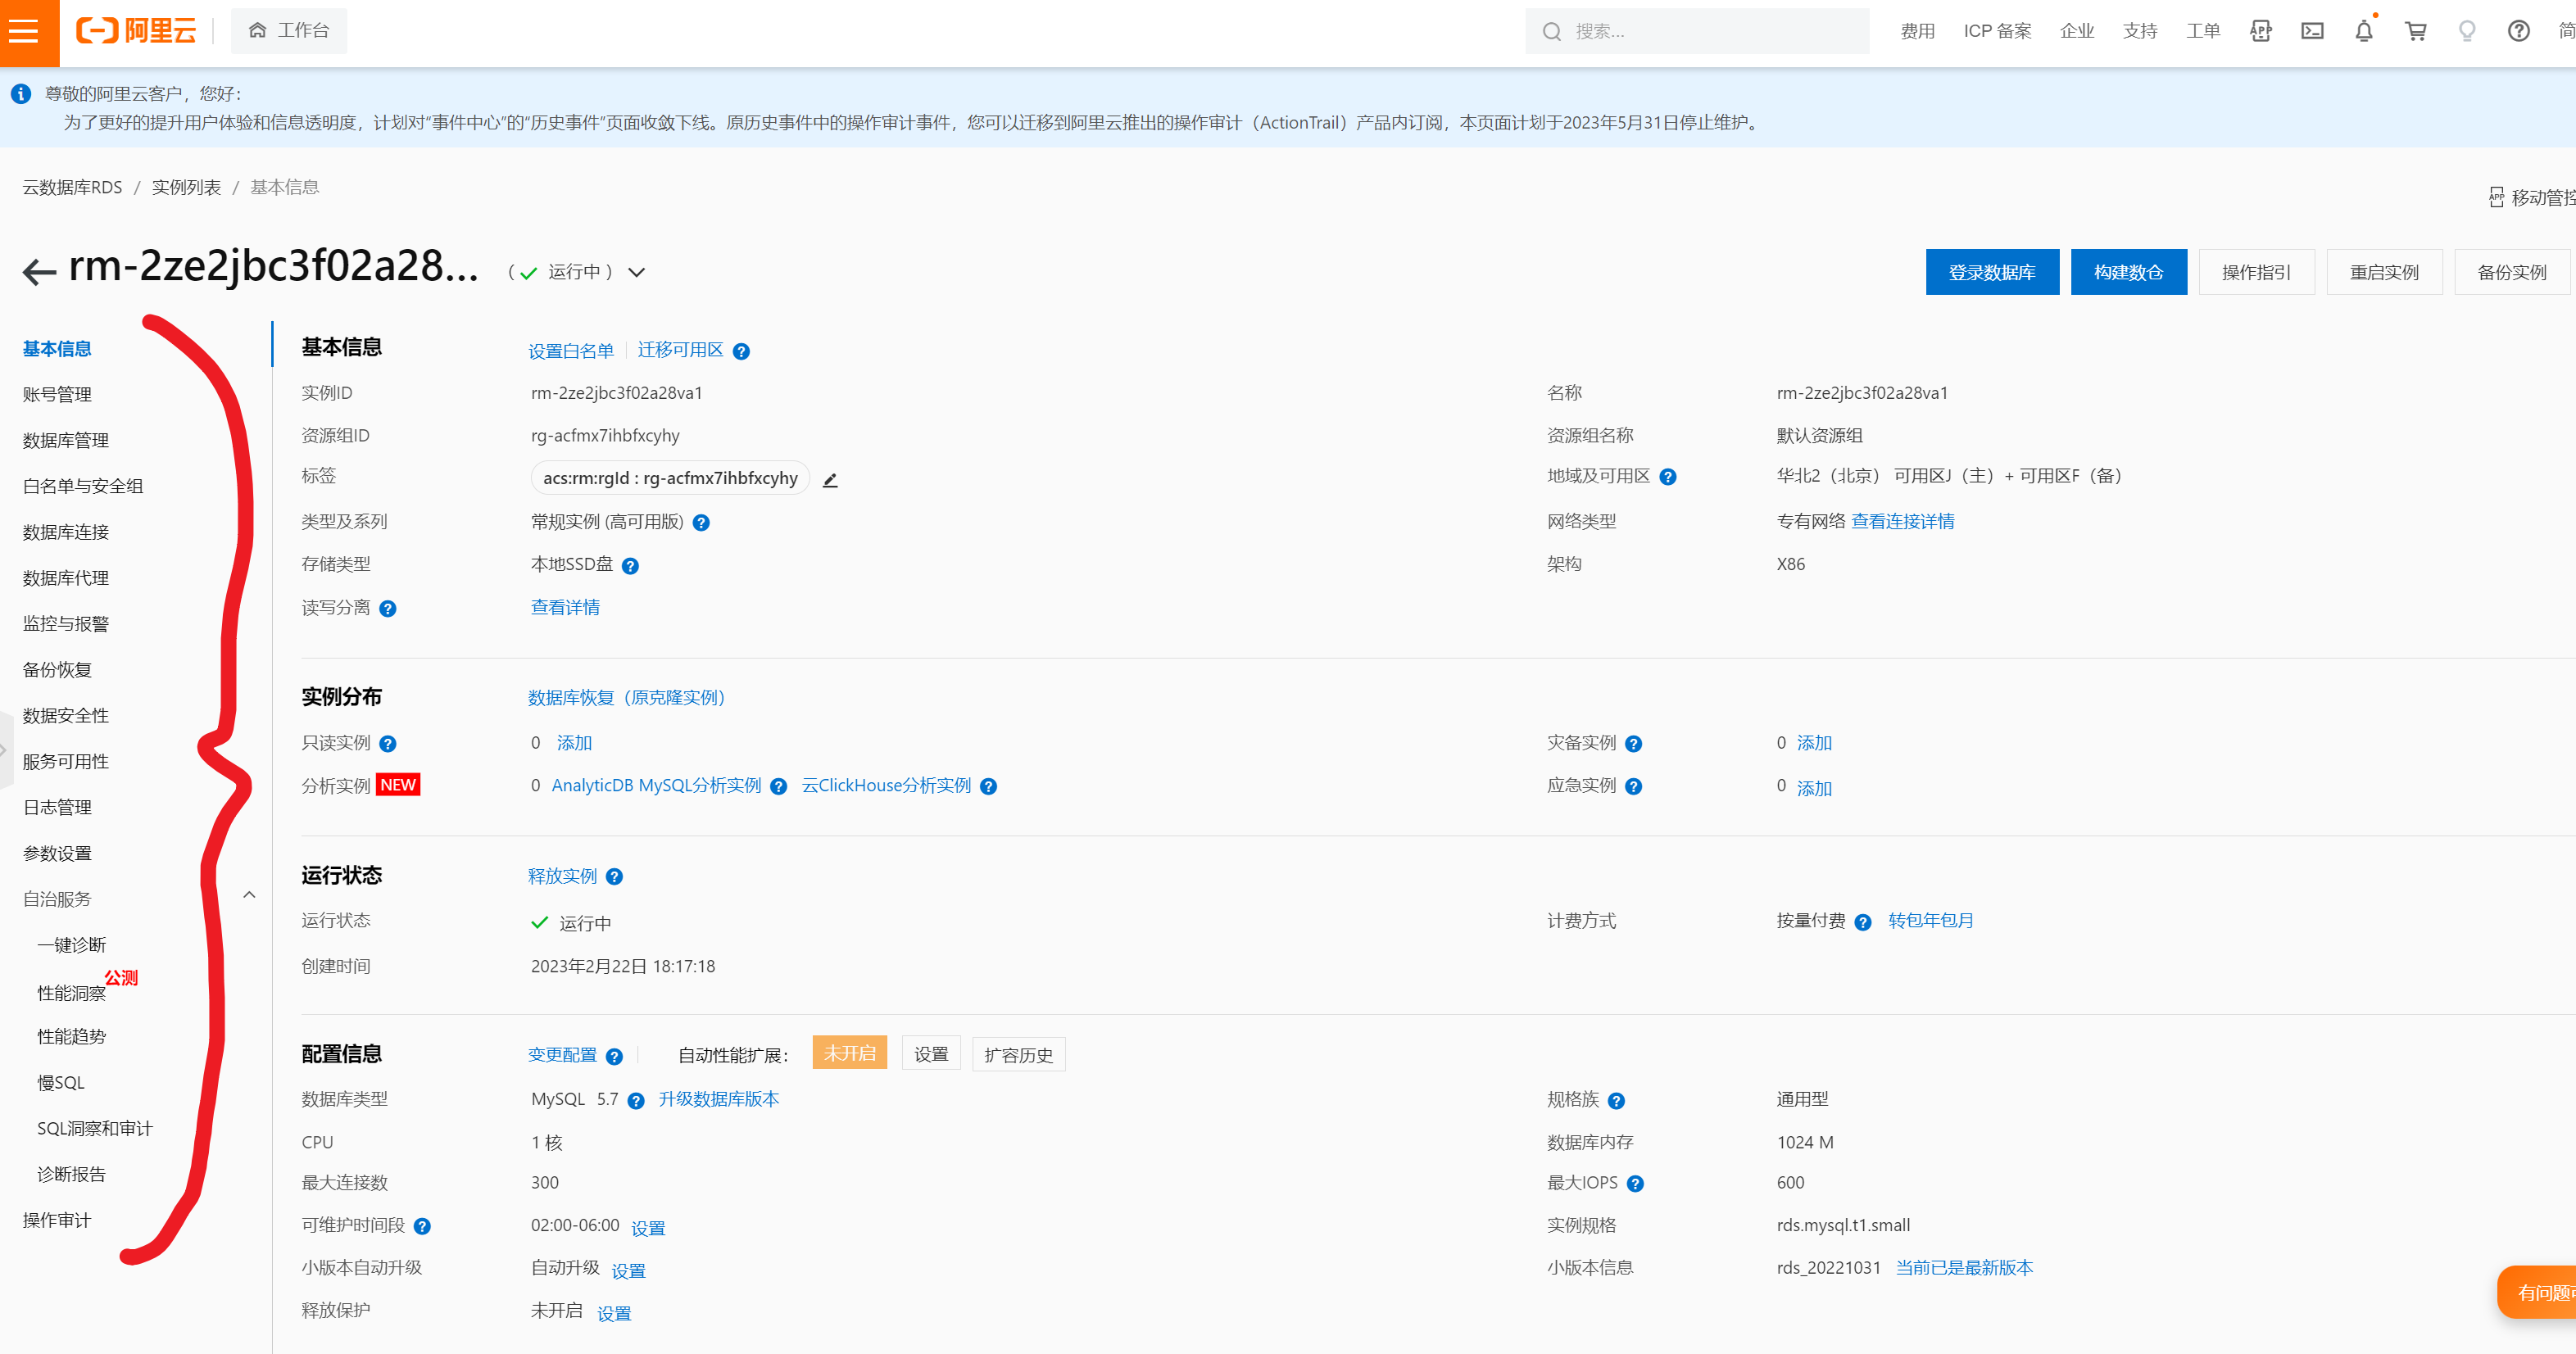 阿里云
工作台
搜索...
费用 ICP 备案 企业 支持 工单 APP 简
尊敬的阿里云客户，您好：
为了更好的提升用户体验和信息透明度，计划对“事件中心”的“历史事件”页面收敛下线。原历史事件中的操作审计事件，您可以迁移到阿里云推出的操作审计（ActionTrail）产品内订阅，本页面计划于2023年5月31日停止维护。
云数据库RDS / 实例列表 / 基本信息
APP 移动管控
rm-2ze2jbc3f02a28... （ 运行中 ）
登录数据库 构建数仓 操作指引 重启实例 备份实例
基本信息
账号管理
数据库管理
白名单与安全组
数据库连接
数据库代理
监控与报警
备份恢复
数据安全性
服务可用性
日志管理
参数设置
自治服务
一键诊断
性能洞察 公测
性能趋势
慢SQL
SQL洞察和审计
诊断报告
操作审计
基本信息 设置白名单 迁移可用区
实例ID rm-2ze2jbc3f02a28va1 名称 rm-2ze2jbc3f02a28va1
资源组ID rg-acfmx7ihbfxcyhy 资源组名称 默认资源组
标签 acs:rm:rgId : rg-acfmx7ihbfxcyhy 地域及可用区 华北2（北京） 可用区J（主）+ 可用区F（备）
类型及系列 常规实例 (高可用版) 网络类型 专有网络 查看连接详情
存储类型 本地SSD盘 架构 X86
读写分离 查看详情
实例分布 数据库恢复（原克隆实例）
只读实例 0 添加 灾备实例 0 添加
分析实例 NEW 0 AnalyticDB MySQL分析实例 云ClickHouse分析实例 应急实例 0 添加
运行状态 释放实例
运行状态 运行中 计费方式 按量付费 转包年包月
创建时间 2023年2月22日 18:17:18
配置信息 变更配置 自动性能扩展： 未开启 设置 扩容历史
数据库类型 MySQL 5.7 升级数据库版本 规格族 通用型
CPU 1 核 数据库内存 1024 M
最大连接数 300 最大IOPS 600
可维护时间段 02:00-06:00 设置 实例规格 rds.mysql.t1.small
小版本自动升级 自动升级 设置 小版本信息 rds_20221031 当前已是最新版本
释放保护 未开启 设置
有问题